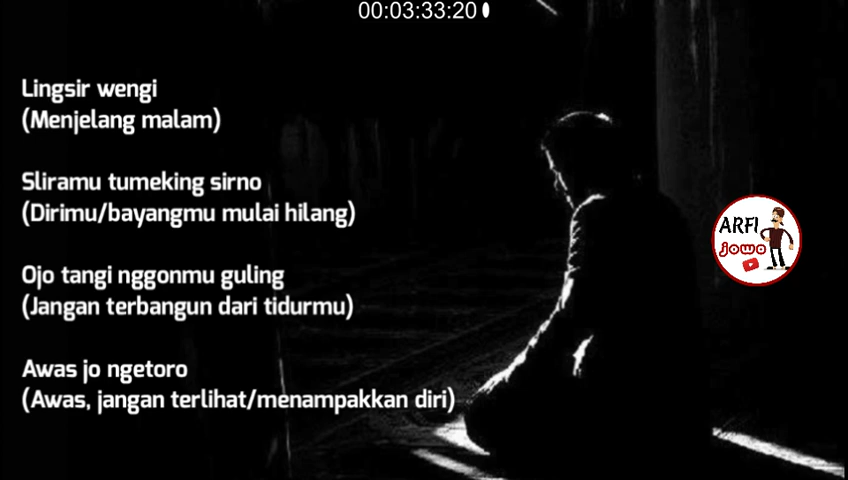 00:03:33:20
Lingsir wengi
(Menjelang malam)
Sliramu tumeking sirno
(Dirimu/bayangmu mulai hilang)
Ojo tangi nggonmu guling
(Jangan terbangun dari tidurmu)
Awas jo ngetoro
(Awas, jangan terlihat/menampakkan diri)
ARFI
jowo